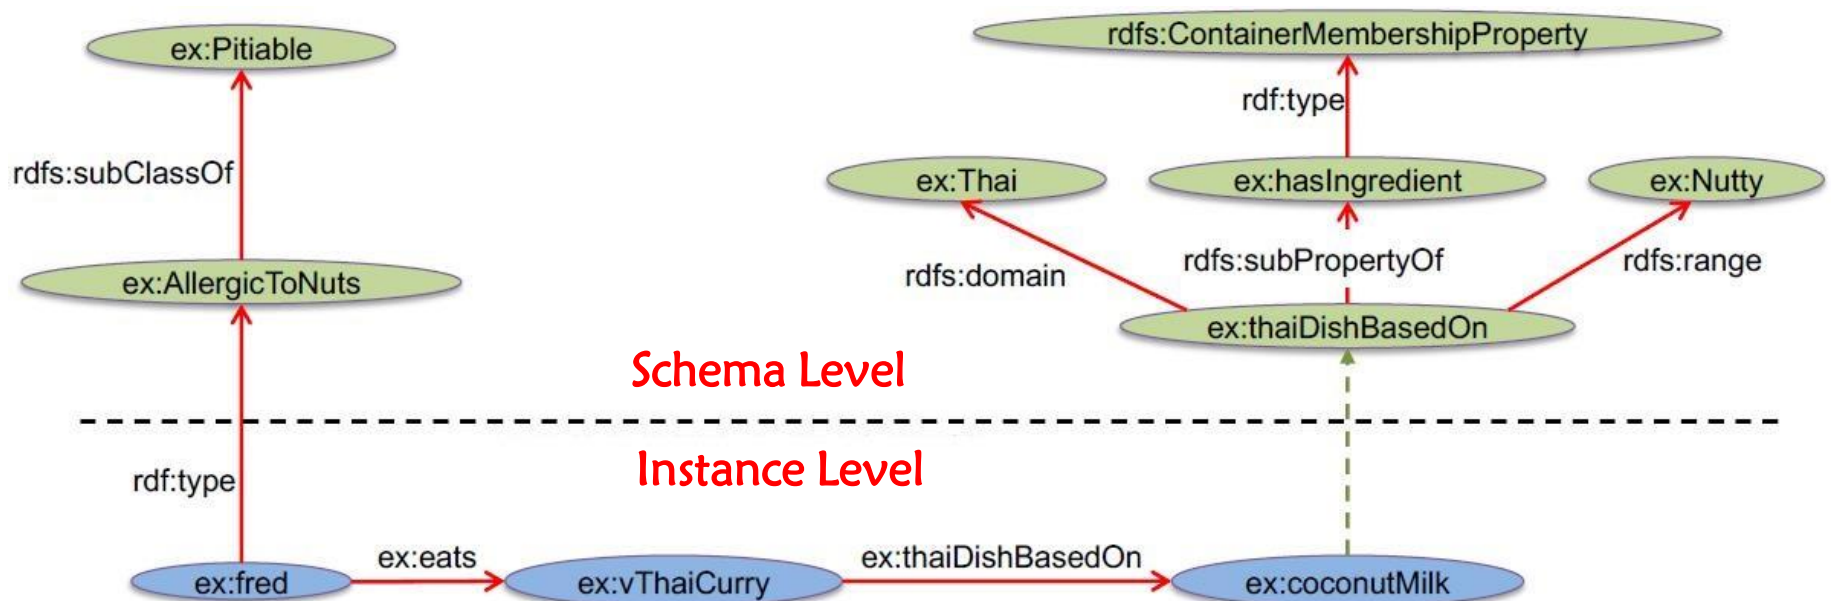 ex:Pitiable
rdfs:ContainerMembershipProperty
rdf:type
rdfs:subClassOf
ex:Thai
ex:hasIngredient
ex:Nutty
rdfs:domain
rdfs:subPropertyOf
rdfs:range
ex:AllergicToNuts
ex:thaiDishBasedOn
Schema Level
Instance Level
rdf:type
ex:eats
ex:thaiDishBasedOn
ex:fred
ex:vThaiCurry
ex:coconutMilk